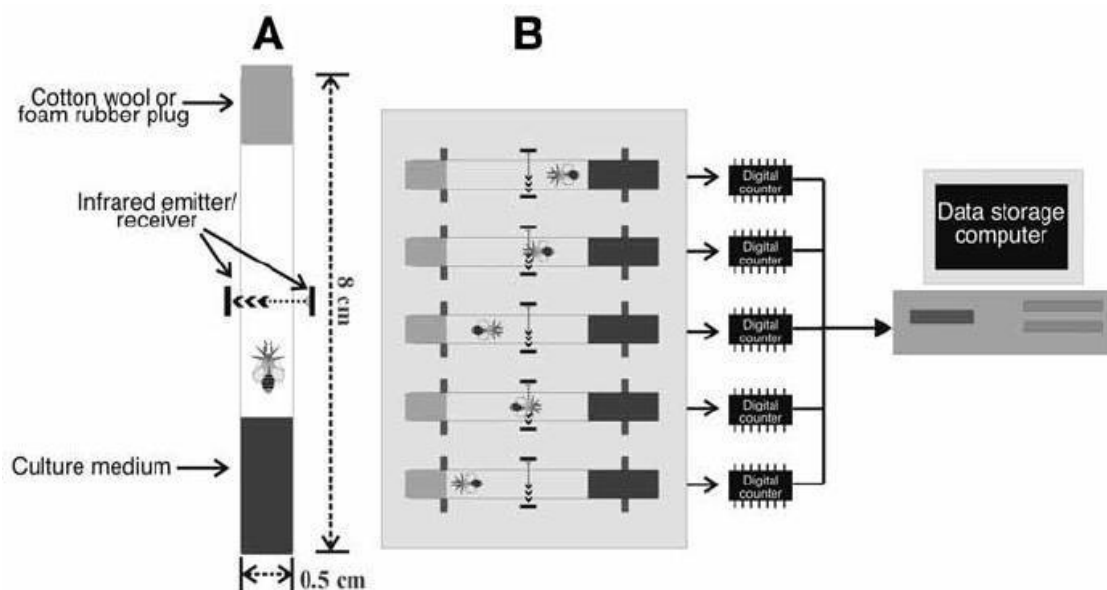 A
B
Cotton wool or
foam rubber plug
Infrared emitter/
receiver
8 cm
Culture medium
0.5 cm
Digital
counter
Digital
counter
Digital
counter
Digital
counter
Digital
counter
Data storage
computer